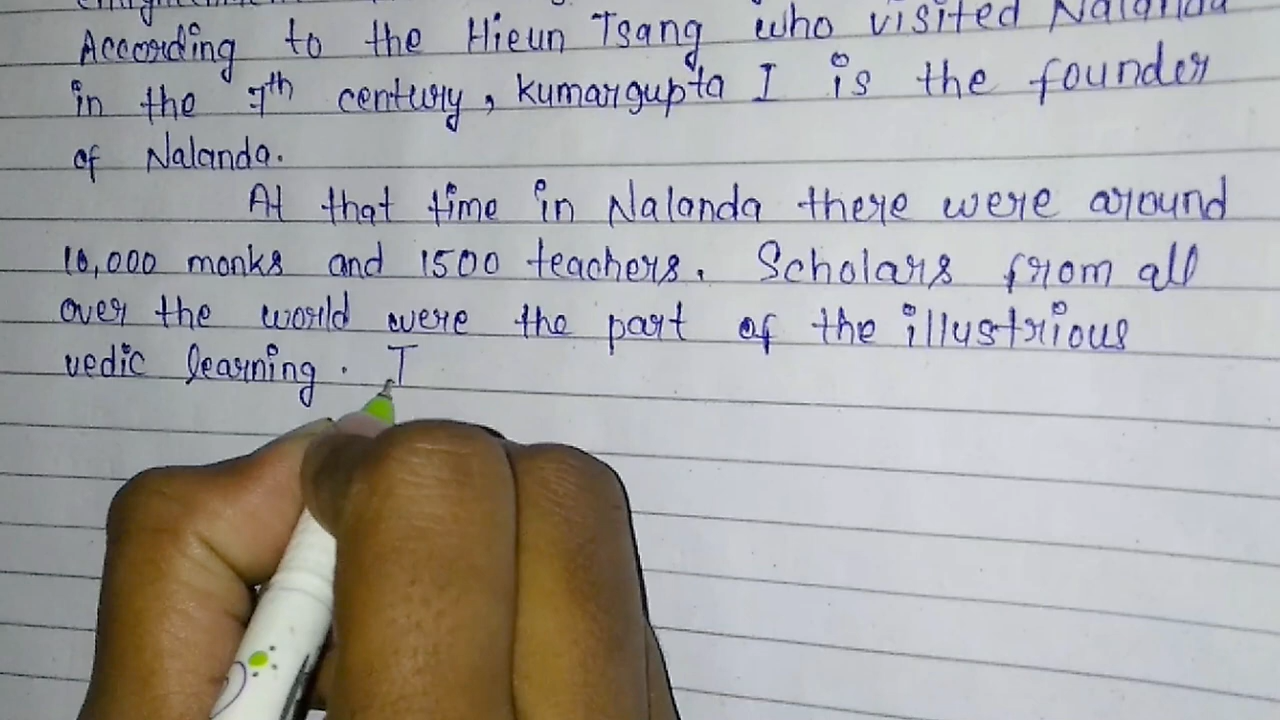 According to the Hieun Tsang who visited Nalanda
in the 7th century, Kumargupta I is the founder
of Nalanda.
At that time in Nalanda there were around
10,000 monks and 1500 teachers. Scholars from all
over the world were the part of the illustrious
vedic learning. T